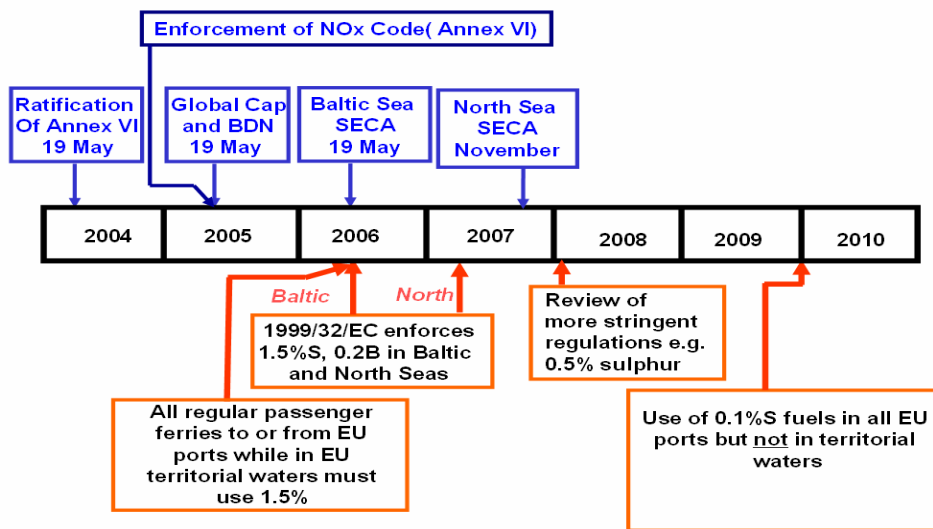 Enforcement of NOx Code( Annex VI)
Ratification
Of Annex VI
19 May
Global Cap
and BDN
19 May
Baltic Sea
SECA
19 May
North Sea
SECA
November
2004
2005
2006
2007
2008
2009
2010
Baltic
North
1999/32/EC enforces
1.5%S, 0.2B in Baltic
and North Seas
Review of
more stringent
regulations e.g.
0.5% sulphur
All regular passenger
ferries to or from EU
ports while in EU
territorial waters must
use 1.5%
Use of 0.1%S fuels in all EU
ports but not in territorial
waters